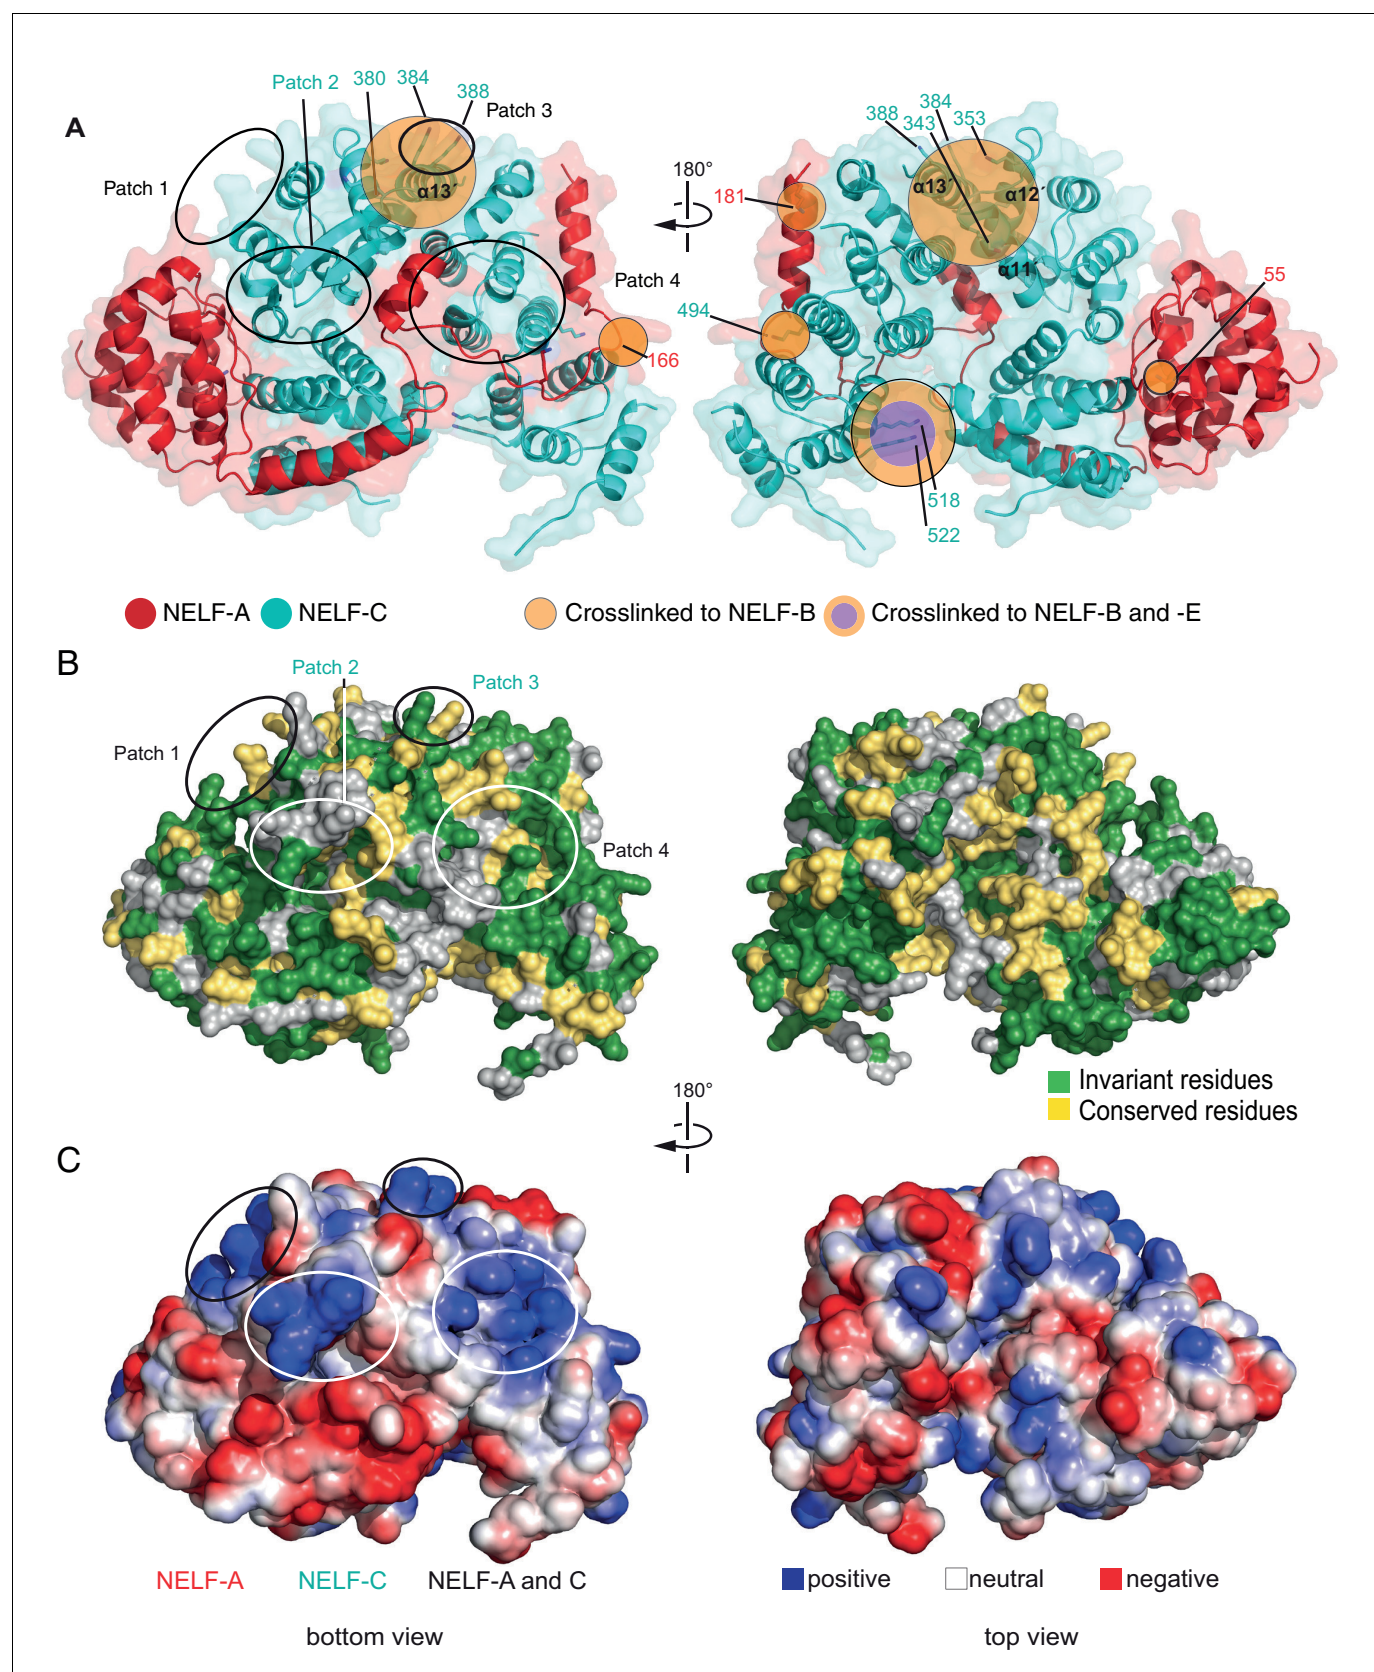 A
Patch 2
380
384
388
Patch 3
Patch 1
α13´
Patch 4
166
180°
388
384
343
353
α13´
α12´
α11´
181
494
55
518
522
NELF-A
NELF-C
Crosslinked to NELF-B
Crosslinked to NELF-B and -E
B
Patch 2
Patch 3
Patch 1
Patch 4
Invariant residues
Conserved residues
180°
C
NELF-A
NELF-C
NELF-A and C
positive
neutral
negative
bottom view
top view